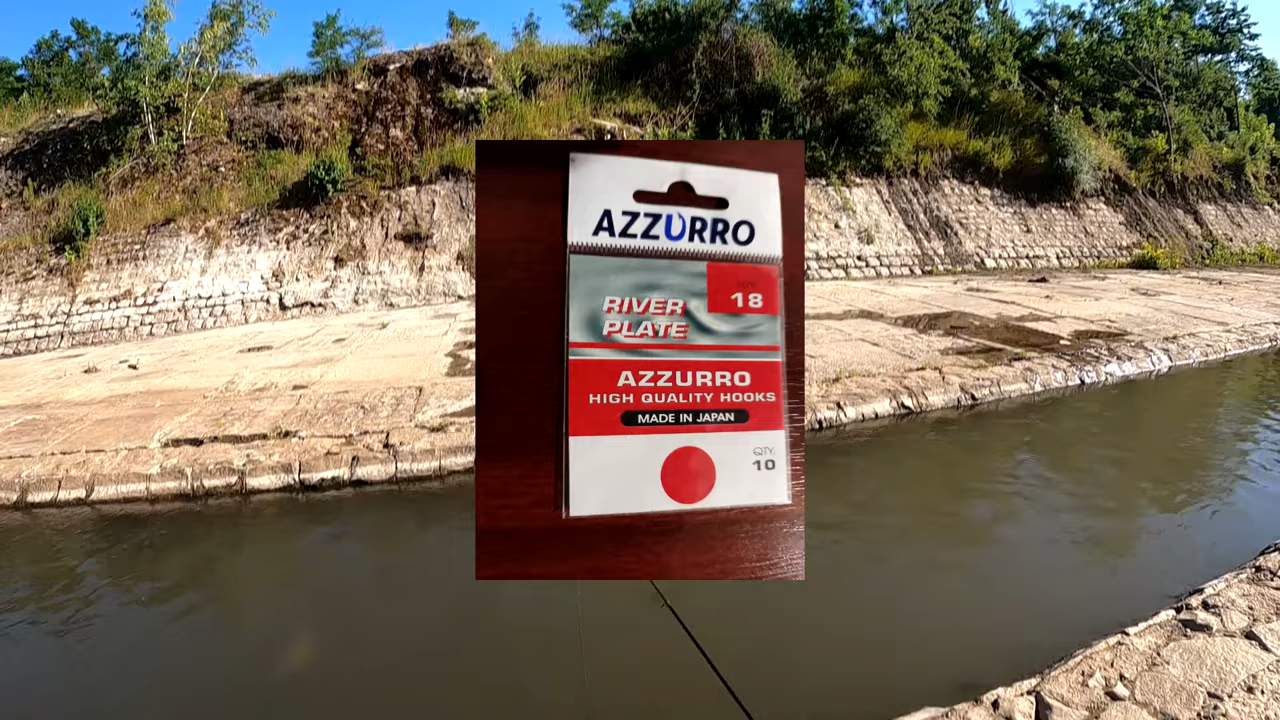 AZZURRO
18
RIVER
PLATE
AZZURRO
HIGH QUALITY HOOKS
MADE IN JAPAN
QTY.
10